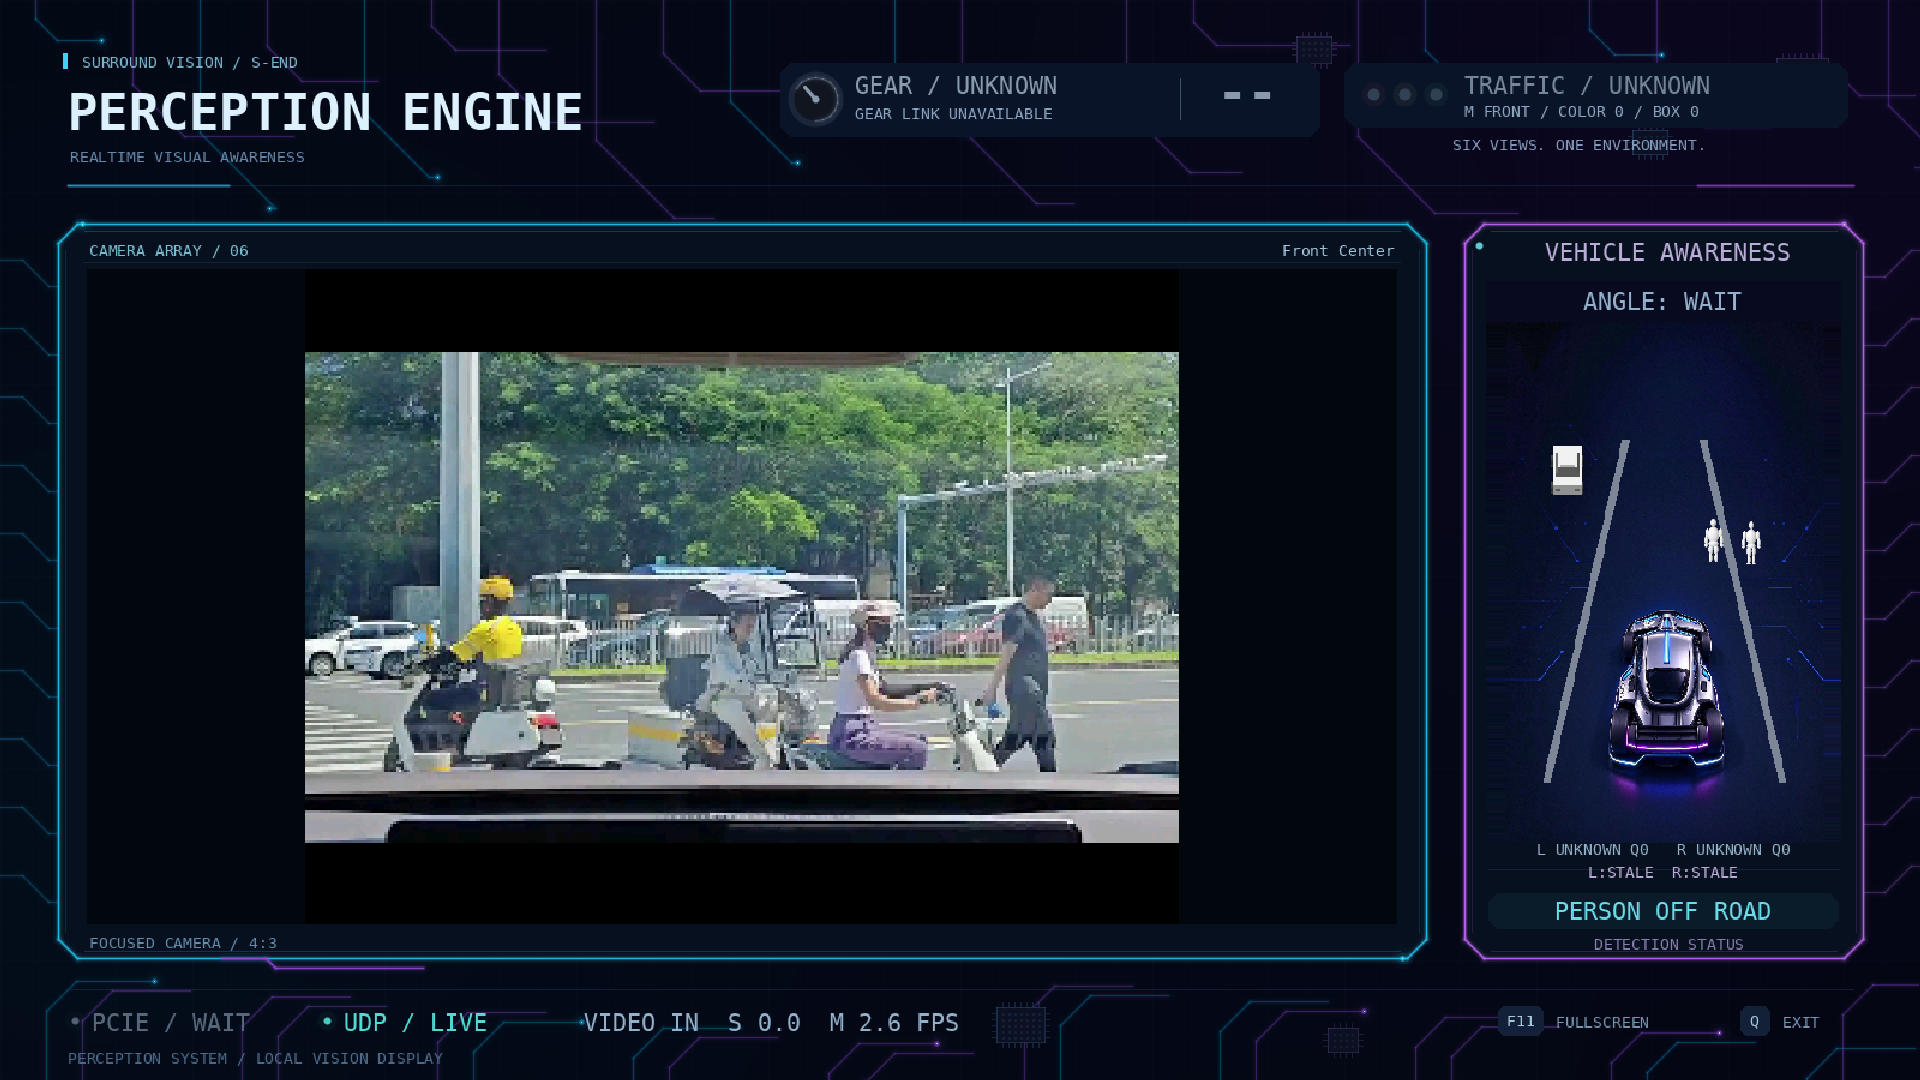 SURROUND VISION / S-END
PERCEPTION ENGINE
REALTIME VISUAL AWARENESS
GEAR / UNKNOWN
GEAR LINK UNAVAILABLE
--
TRAFFIC / UNKNOWN
M FRONT / COLOR 0 / BOX 0
SIX VIEWS. ONE ENVIRONMENT.
CAMERA ARRAY / 06
Front Center
FOCUSED CAMERA / 4:3
VEHICLE AWARENESS
ANGLE: WAIT
L UNKNOWN Q0 R UNKNOWN Q0
L:STALE R:STALE
PERSON OFF ROAD
DETECTION STATUS
PCIE / WAIT
UDP / LIVE
VIDEO IN S 0.0 M 2.6 FPS
F11 FULLSCREEN
Q EXIT
PERCEPTION SYSTEM / LOCAL VISION DISPLAY